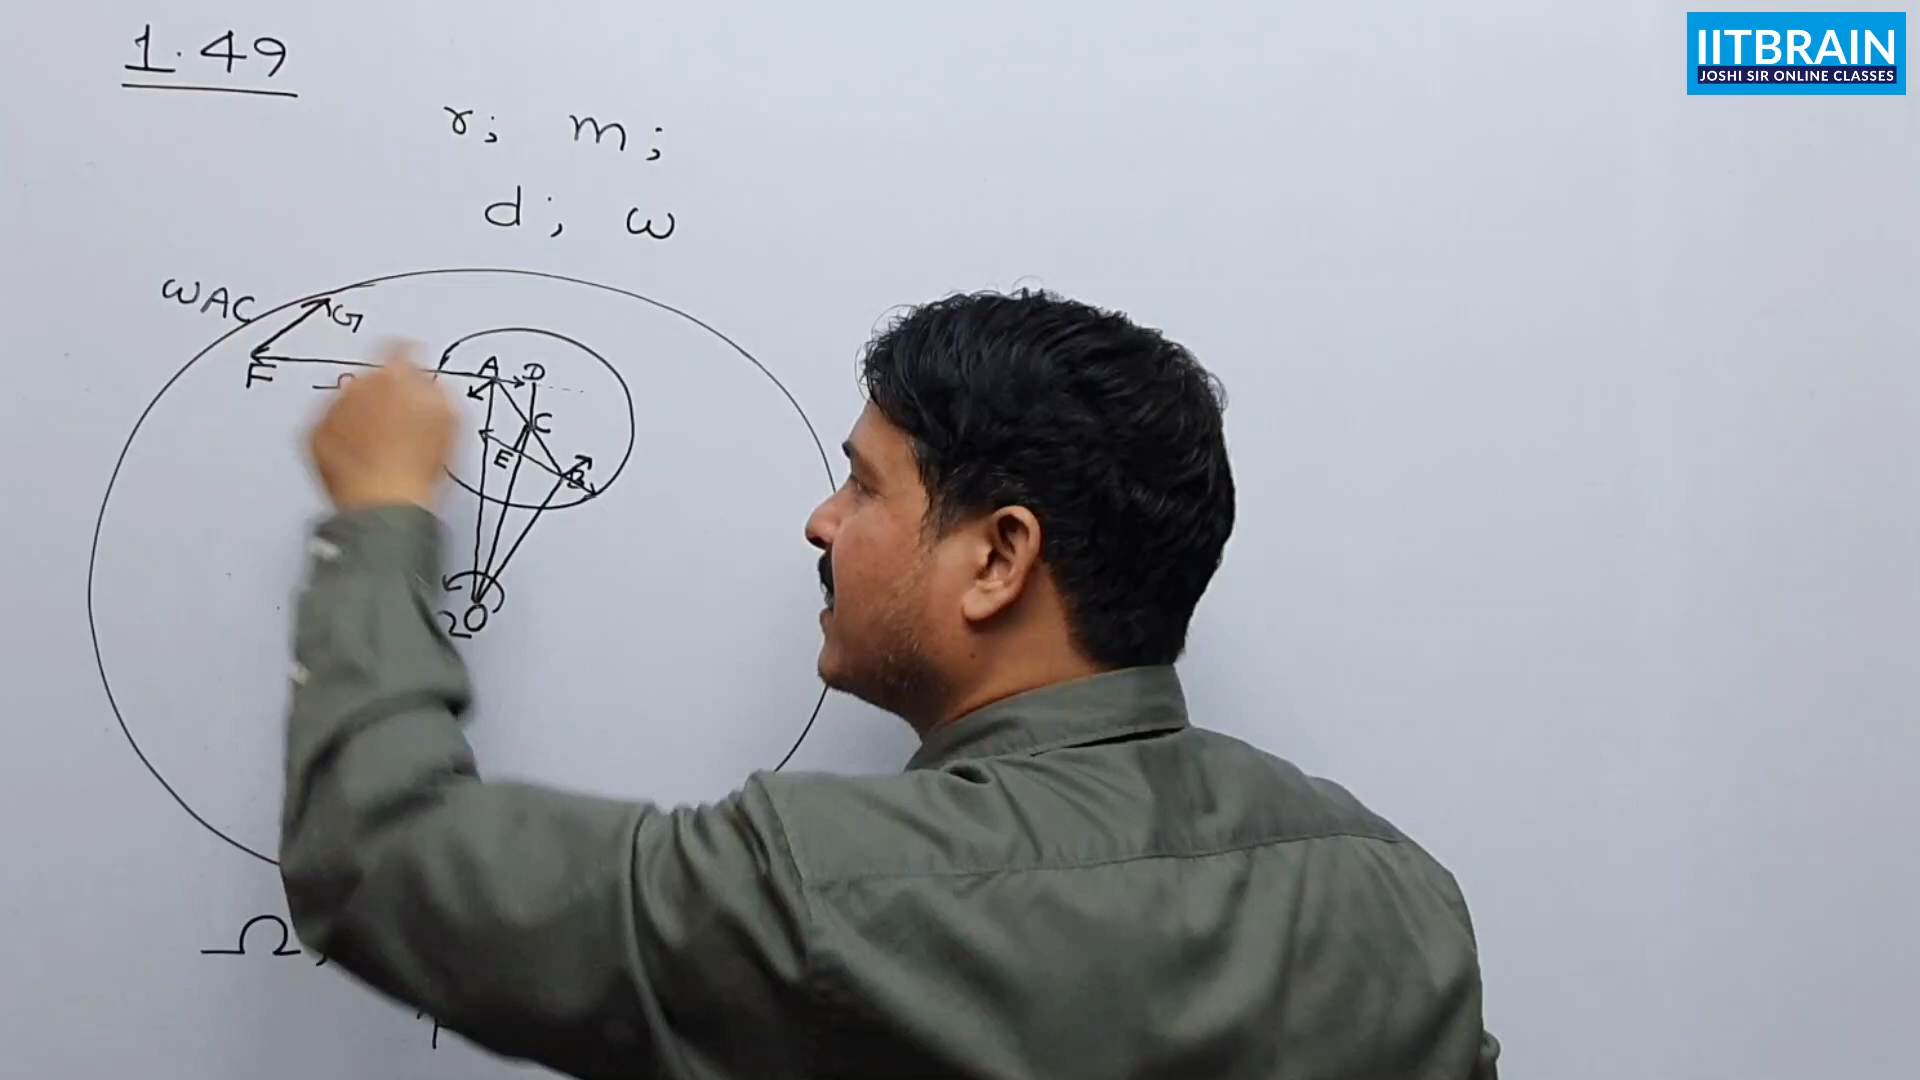 1.49
IITBRAIN
JOSHI SIR ONLINE CLASSES
r; m;
d; ω
ωAC
G
F
A D
C
E
B
O
Ω,